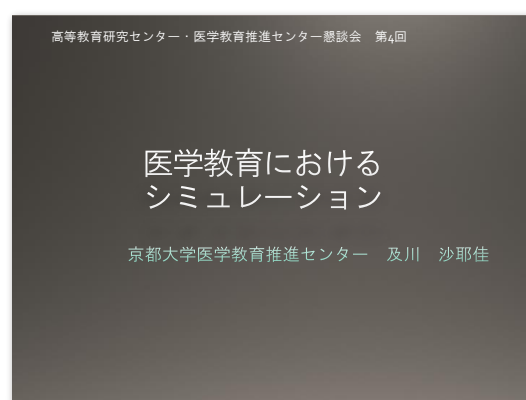 高等教育研究センター・医学教育推進センター懇談会　第4回
医学教育における
シミュレーション
京都大学医学教育推進センター　及川　沙耶佳